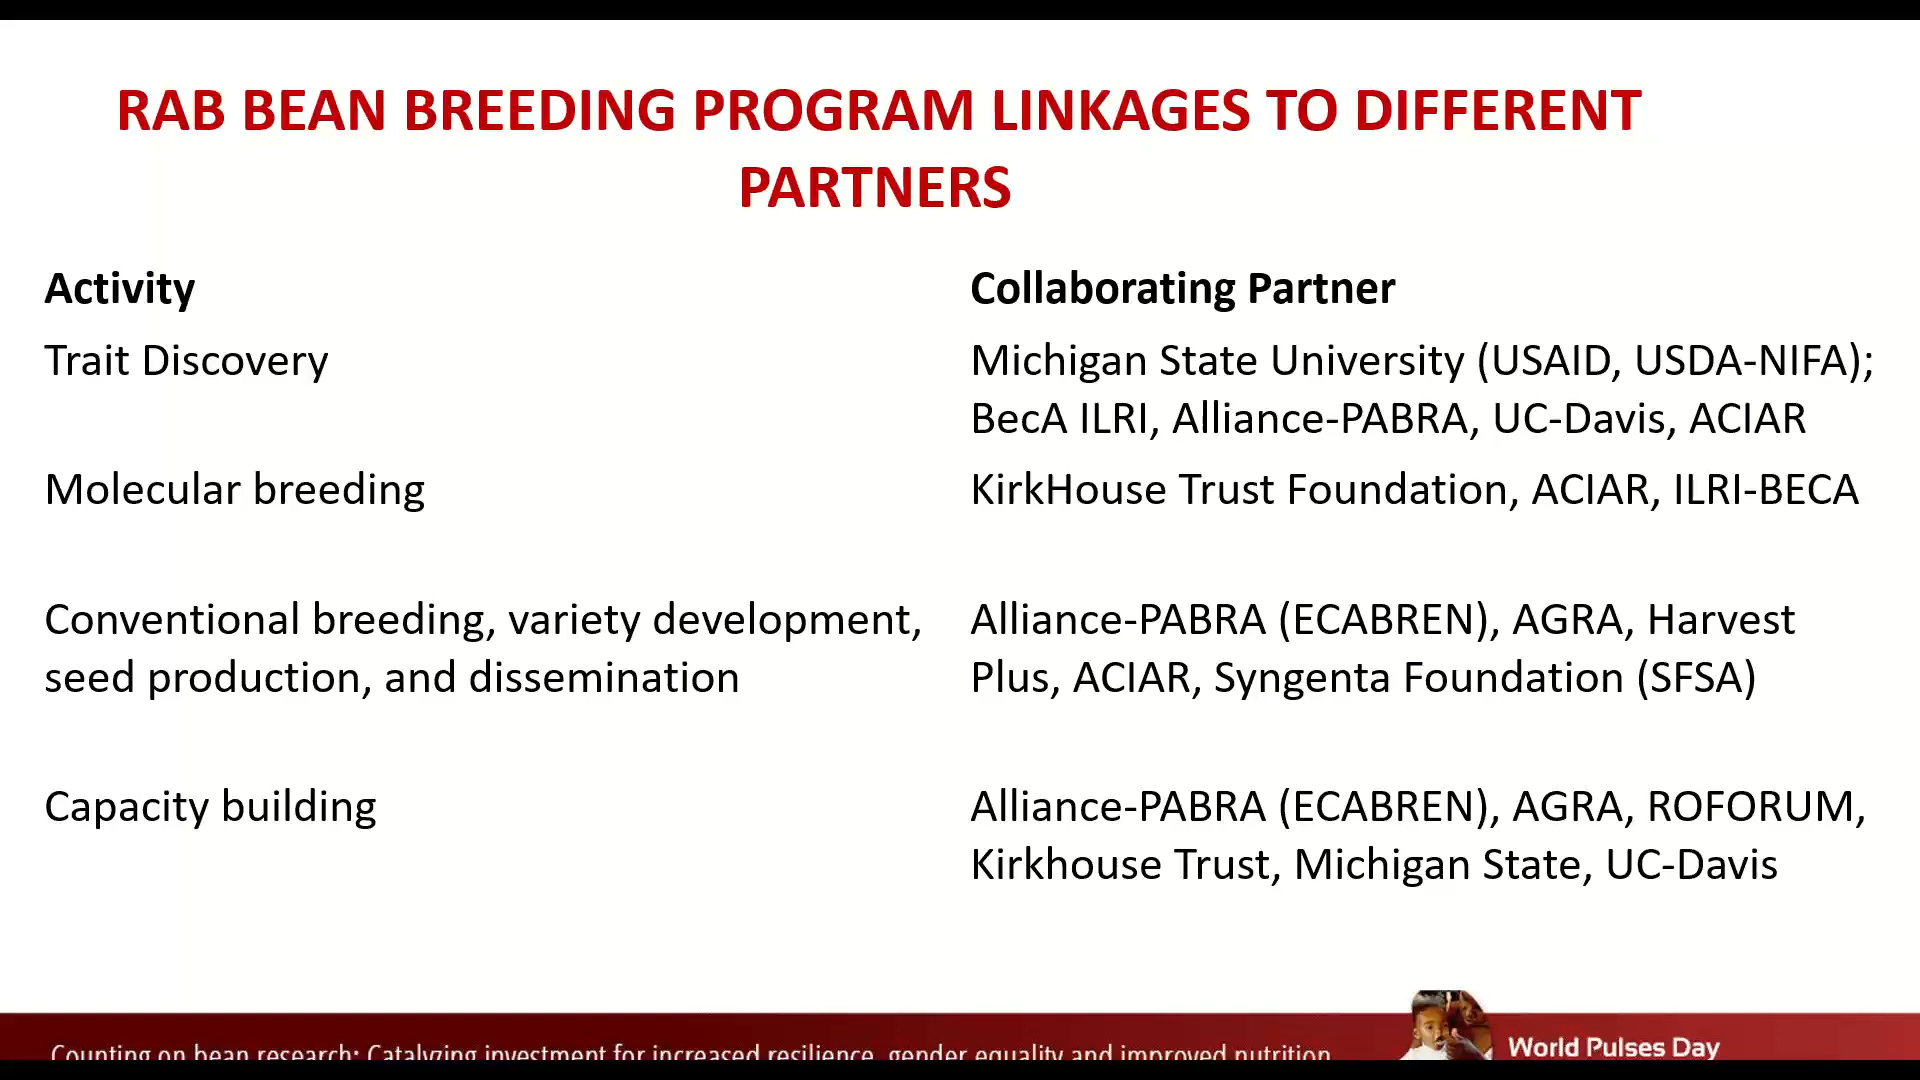 RAB BEAN BREEDING PROGRAM LINKAGES TO DIFFERENT
PARTNERS
Activity
Collaborating Partner
Trait Discovery
Michigan State University (USAID, USDA-NIFA);
BecA ILRI, Alliance-PABRA, UC-Davis, ACIAR
Molecular breeding
KirkHouse Trust Foundation, ACIAR, ILRI-BECA
Conventional breeding, variety development,
seed production, and dissemination
Alliance-PABRA (ECABREN), AGRA, Harvest
Plus, ACIAR, Syngenta Foundation (SFSA)
Capacity building
Alliance-PABRA (ECABREN), AGRA, ROFORUM,
Kirkhouse Trust, Michigan State, UC-Davis
Counting on bean research: Catalyzing investment for increased resilience, gender equality and improved nutrition
World Pulses Day